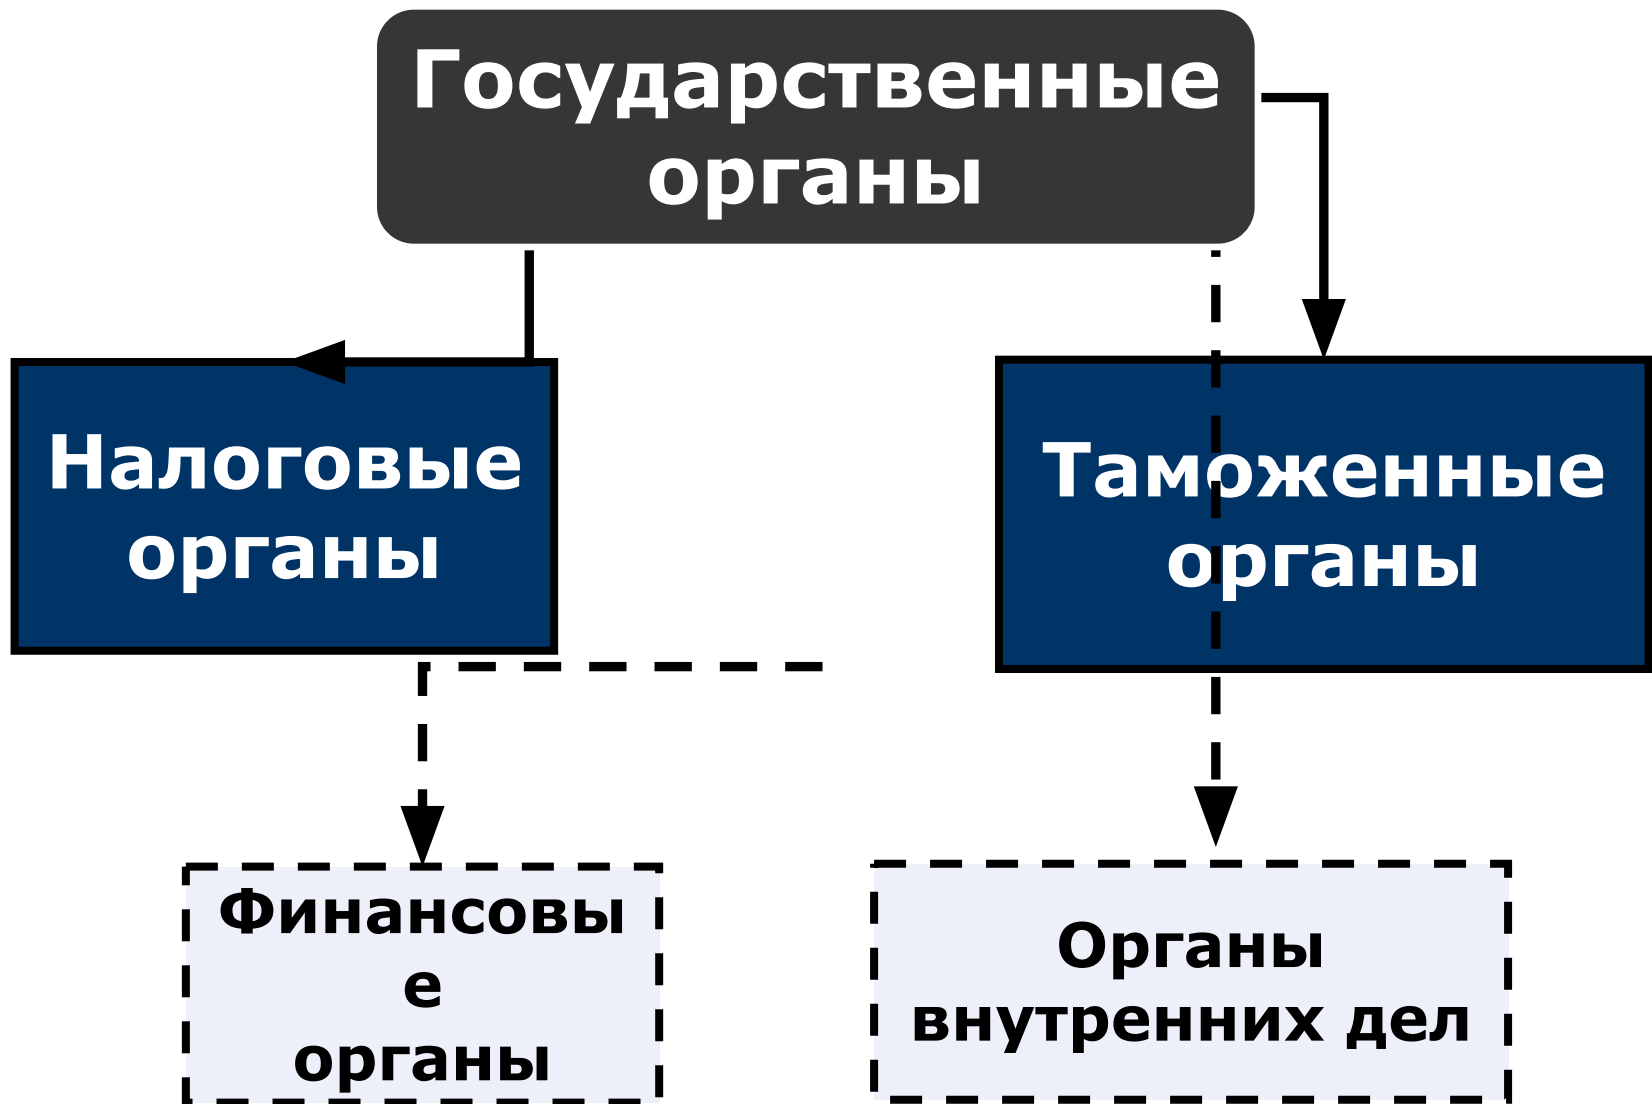 Государственные
органы
Налоговые
органы
Таможенные
органы
Финансовы
е
органы
Органы
внутренних дел